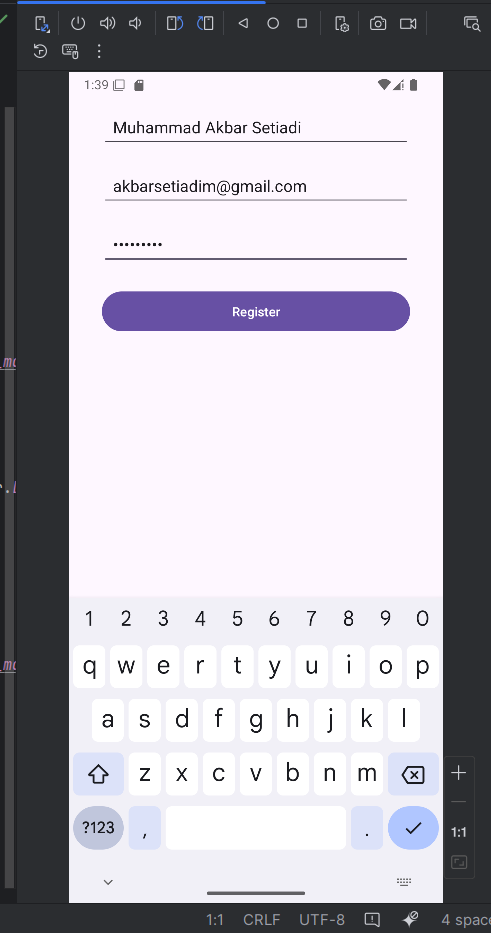 1:39
Muhammad Akbar Setiadi
akbarsetiadim@gmail.com
•••••••••
Register
1 2 3 4 5 6 7 8 9 0
q w e r t y u i o p
a s d f g h j k l
z x c v b n m
?123 , .
1:1
1:1 CRLF UTF-8 4 spac